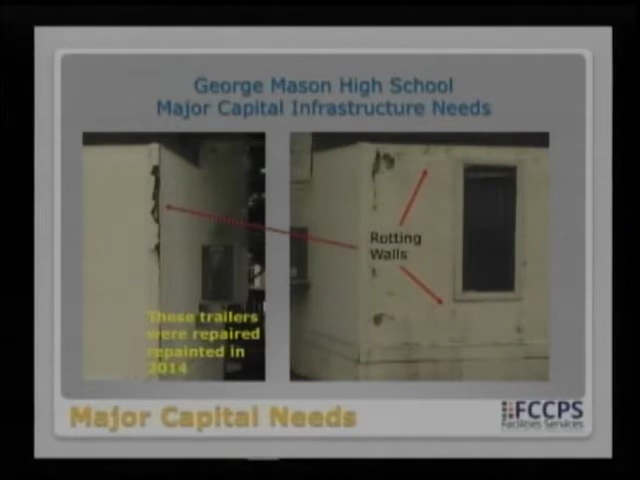 George Mason High School
Major Capital Infrastructure Needs
Rotting
Walls
These trailers
were repaired
repainted in
2014
Major Capital Needs
FCCPS
Facilities Services